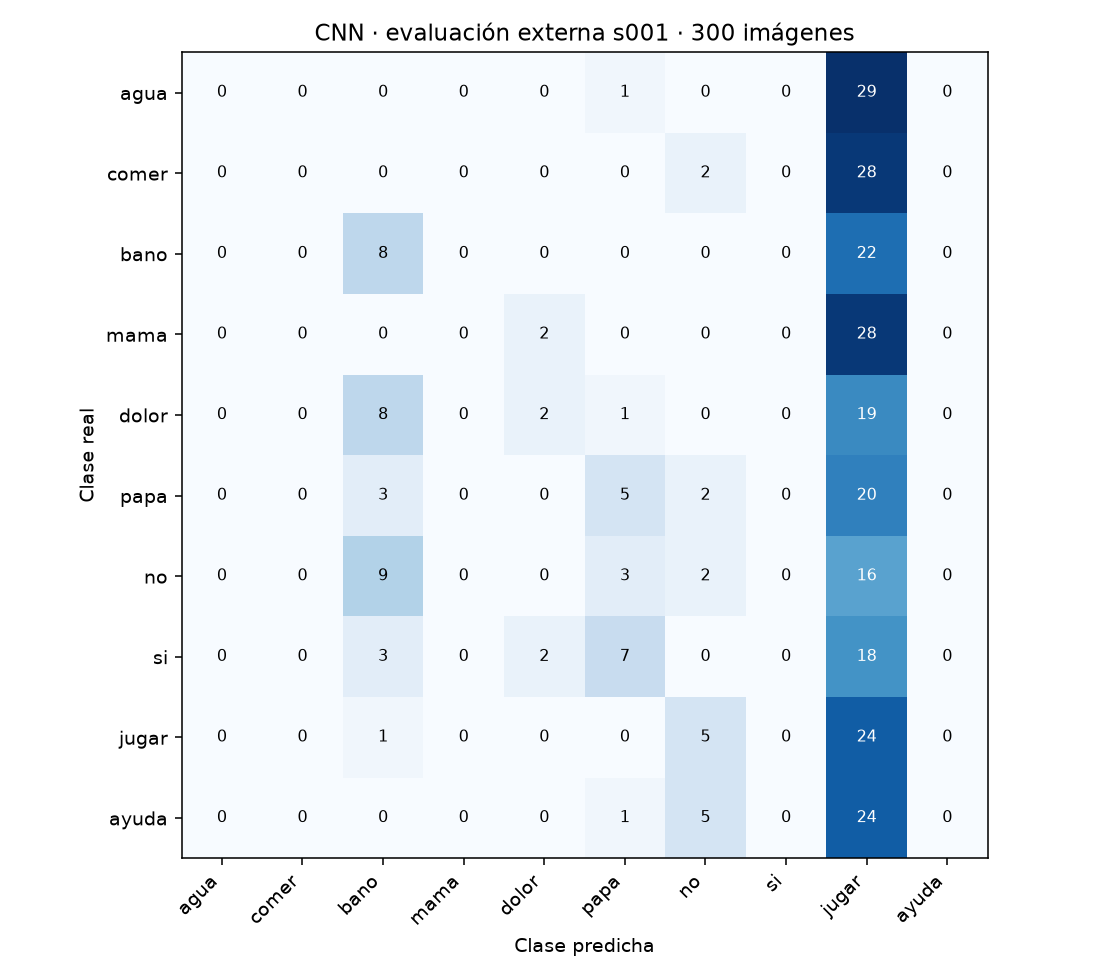 CNN · evaluación externa s001 · 300 imágenes
agua 0 0 0 0 0 1 0 0 29 0
comer 0 0 0 0 0 0 2 0 28 0
bano 0 0 8 0 0 0 0 0 22 0
mama 0 0 0 0 2 0 0 0 28 0
dolor 0 0 8 0 2 1 0 0 19 0
papa 0 0 3 0 0 5 2 0 20 0
no 0 0 9 0 0 3 2 0 16 0
si 0 0 3 0 2 7 0 0 18 0
jugar 0 0 1 0 0 0 5 0 24 0
ayuda 0 0 0 0 0 1 5 0 24 0
Clase real
agua comer bano mama dolor papa no si jugar ayuda
Clase predicha